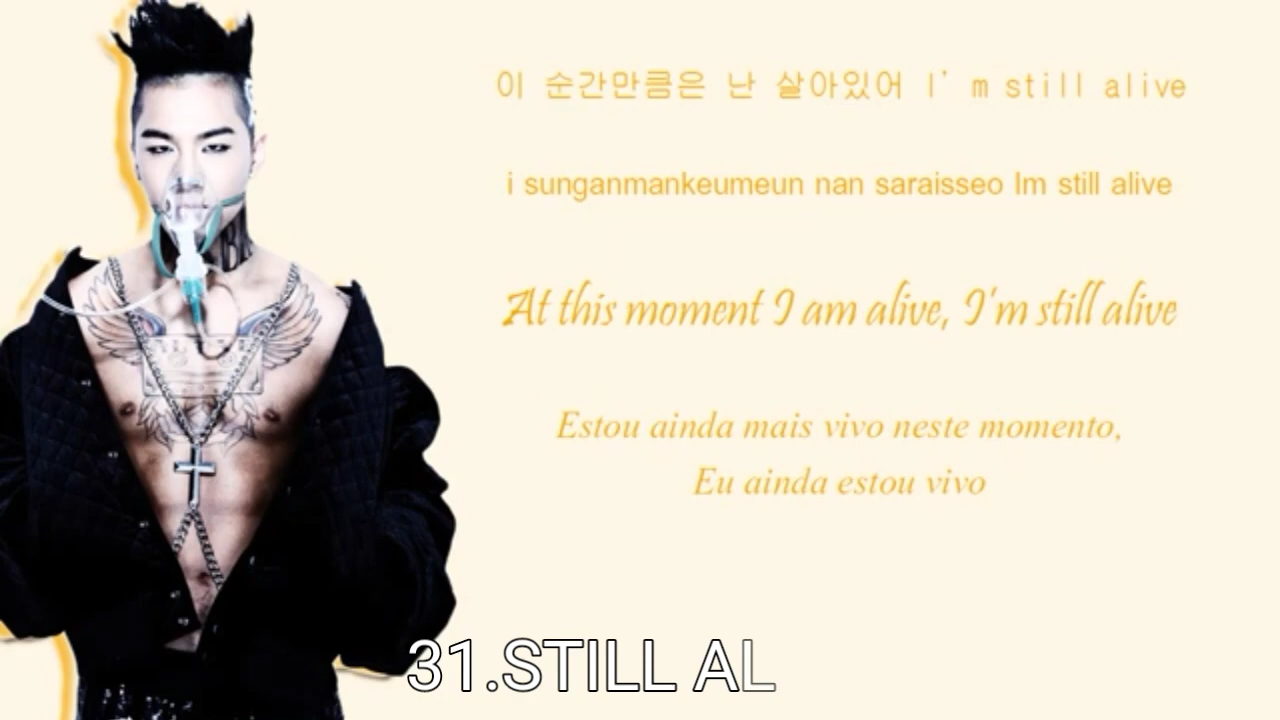 이 순간만큼은 난 살아있어 I'm still alive
i sunganmankeumeun nan saraisseo Im still alive
At this moment I am alive, I'm still alive
Estou ainda mais vivo neste momento,
Eu ainda estou vivo
31.STILL AL